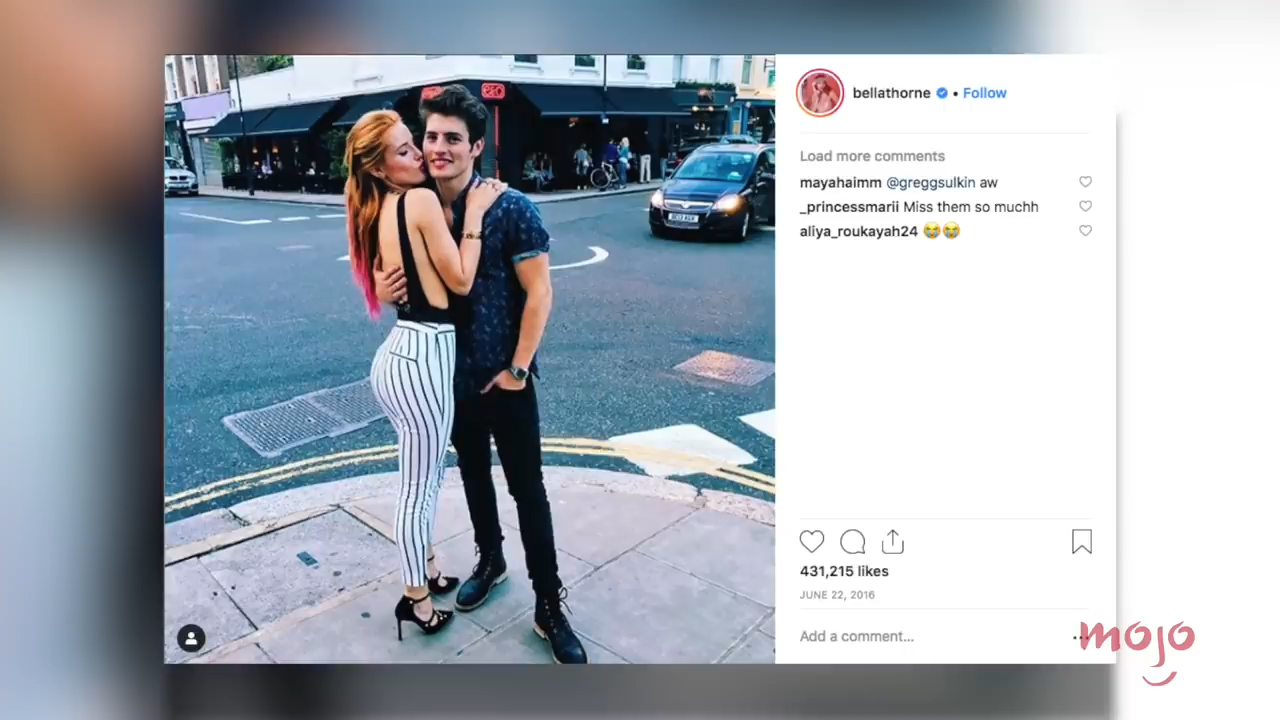 bellathorne • Follow
Load more comments
mayahaimm @greggsulkin aw
_princessmarii Miss them so muchh
aliya_roukayah24 😭😭
431,215 likes
JUNE 22, 2016
Add a comment...
mojo